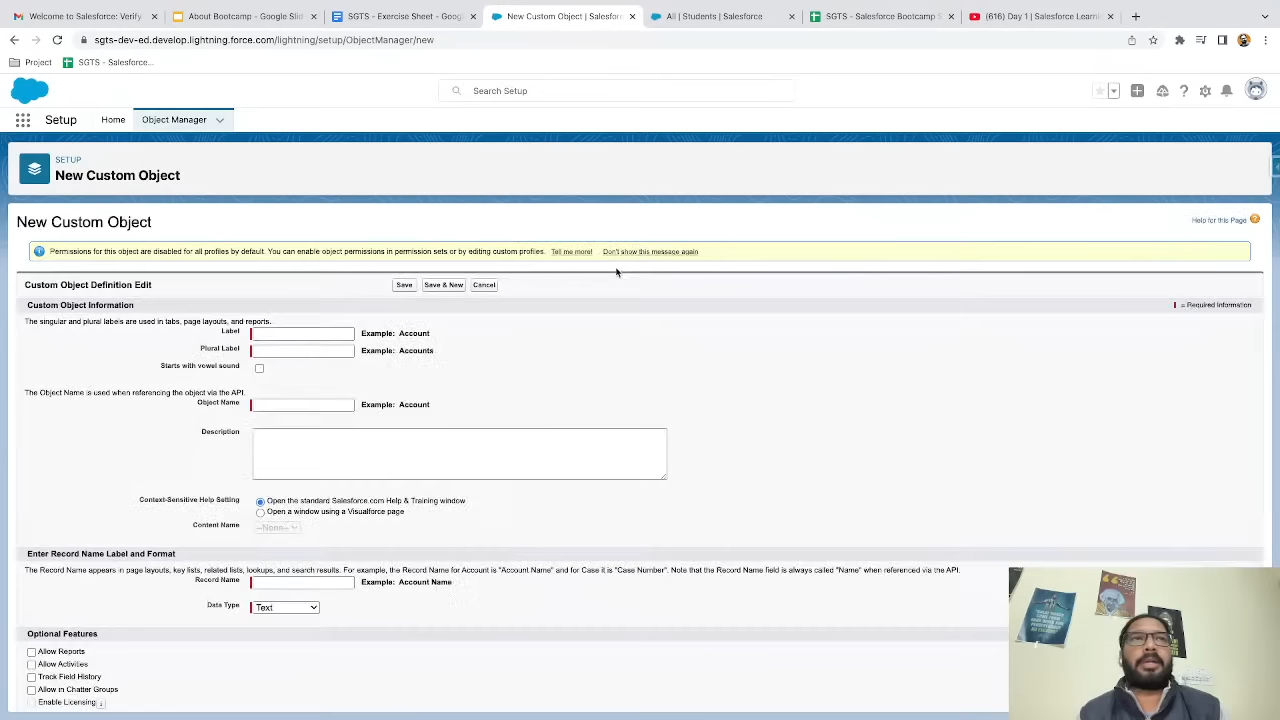 Welcome to Salesforce: Verify
About Bootcamp - Google Slid
SGTS - Exercise Sheet - Googl
New Custom Object | Salesfor
All | Students | Salesforce
SGTS - Salesforce Bootcamp S
(616) Day 1 | Salesforce Learni
sgts-dev-ed.develop.lightning.force.com/lightning/setup/ObjectManager/new
Project
SGTS - Salesforce...
Search Setup
Setup
Home
Object Manager
SETUP
New Custom Object
New Custom Object
Help for this Page
Permissions for this object are disabled for all profiles by default. You can enable object permissions in permission sets or by editing custom profiles. Tell me more! Don't show this message again
Custom Object Definition Edit
Save
Save & New
Cancel
Custom Object Information
= Required Information
The singular and plural labels are used in tabs, page layouts, and reports.
Label
Example: Account
Plural Label
Example: Accounts
Starts with vowel sound
The Object Name is used when referencing the object via the API.
Object Name
Example: Account
Description
Context-Sensitive Help Setting
Open the standard Salesforce.com Help & Training window
Open a window using a Visualforce page
Content Name
--None--
Enter Record Name Label and Format
The Record Name appears in page layouts, key lists, related lists, lookups, and search results. For example, the Record Name for Account is "Account Name" and for Case it is "Case Number". Note that the Record Name field is always called "Name" when referenced via the API.
Record Name
Example: Account Name
Data Type
Text
Optional Features
Allow Reports
Allow Activities
Track Field History
Allow in Chatter Groups
Enable Licensing